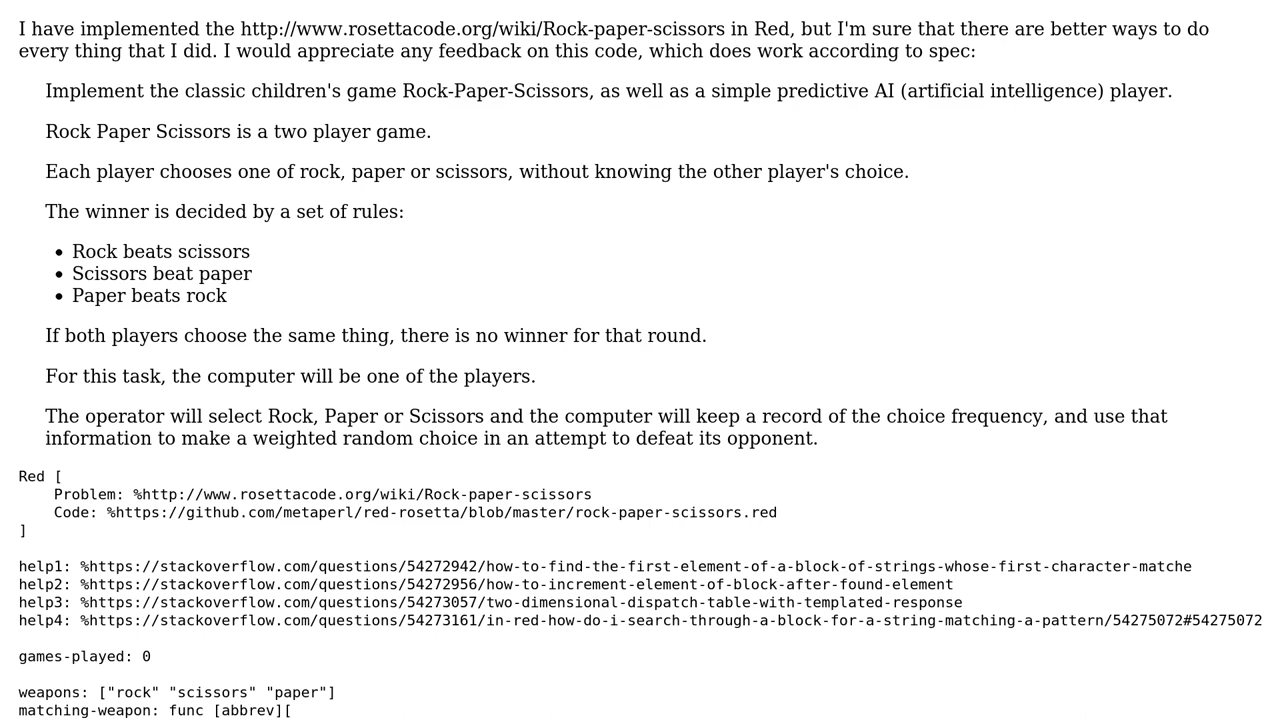 I have implemented the http://www.rosettacode.org/wiki/Rock-paper-scissors in Red, but I'm sure that there are better ways to do
every thing that I did. I would appreciate any feedback on this code, which does work according to spec:
Implement the classic children's game Rock-Paper-Scissors, as well as a simple predictive AI (artificial intelligence) player.
Rock Paper Scissors is a two player game.
Each player chooses one of rock, paper or scissors, without knowing the other player's choice.
The winner is decided by a set of rules:
• Rock beats scissors
• Scissors beat paper
• Paper beats rock
If both players choose the same thing, there is no winner for that round.
For this task, the computer will be one of the players.
The operator will select Rock, Paper or Scissors and the computer will keep a record of the choice frequency, and use that
information to make a weighted random choice in an attempt to defeat its opponent.
Red [
    Problem: %http://www.rosettacode.org/wiki/Rock-paper-scissors
    Code: %https://github.com/metaperl/red-rosetta/blob/master/rock-paper-scissors.red
]
help1: %https://stackoverflow.com/questions/54272942/how-to-find-the-first-element-of-a-block-of-strings-whose-first-character-matche
help2: %https://stackoverflow.com/questions/54272956/how-to-increment-element-of-block-after-found-element
help3: %https://stackoverflow.com/questions/54273057/two-dimensional-dispatch-table-with-templated-response
help4: %https://stackoverflow.com/questions/54273161/in-red-how-do-i-search-through-a-block-for-a-string-matching-a-pattern/54275072#54275072
games-played: 0
weapons: ["rock" "scissors" "paper"]
matching-weapon: func [abbrev][